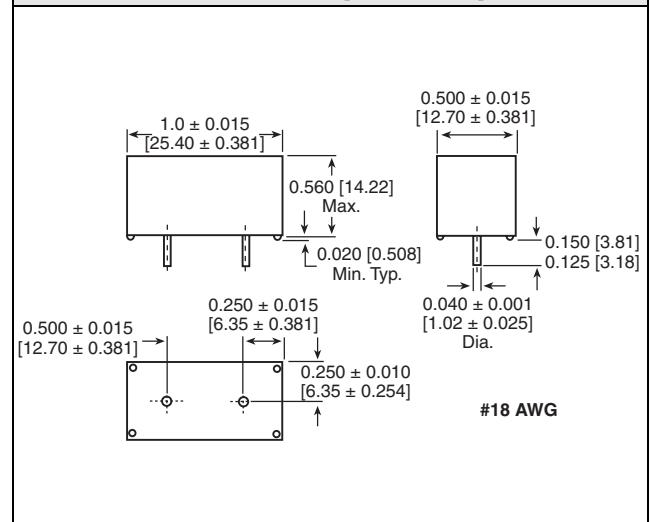 1.0 ± 0.015
[25.40 ± 0.381]
0.500 ± 0.015
[12.70 ± 0.381]
0.560 [14.22]
Max.
0.020 [0.508]
Min. Typ.
0.150 [3.81]
0.125 [3.18]
0.040 ± 0.001
[1.02 ± 0.025]
Dia.
0.250 ± 0.015
[6.35 ± 0.381]
0.500 ± 0.015
[12.70 ± 0.381]
0.250 ± 0.010
[6.35 ± 0.254]
#18 AWG